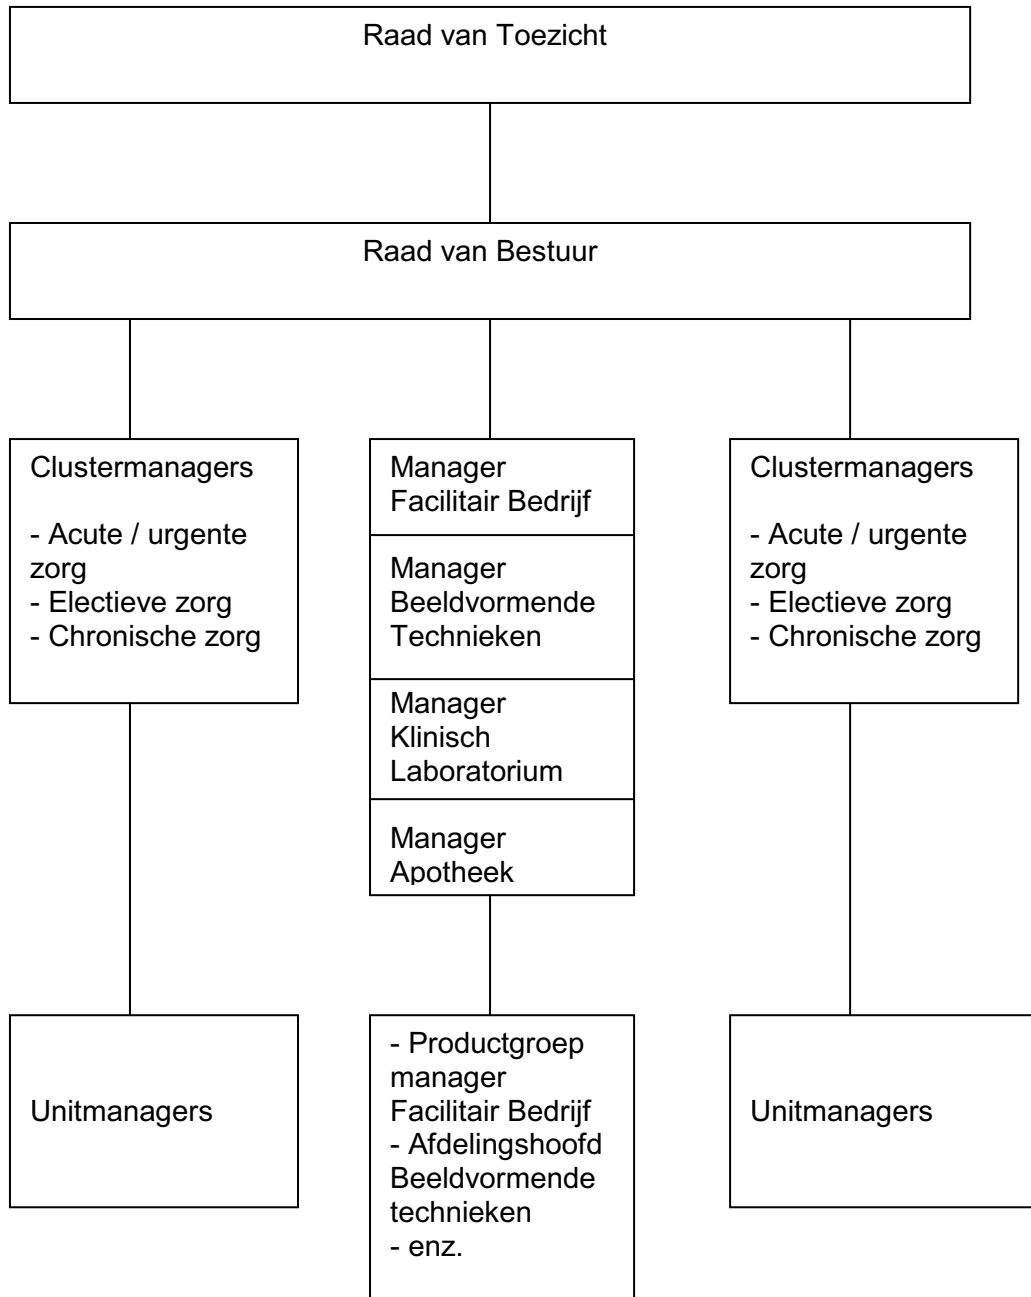 Raad van Toezicht
Raad van Bestuur
Clustermanagers
- Acute / urgente
zorg
- Electieve zorg
- Chronische zorg
Manager
Facilitair Bedrijf
Manager
Beeldvormende
Technieken
Manager
Klinisch
Laboratorium
Manager
Apotheek
Clustermanagers
- Acute / urgente
zorg
- Electieve zorg
- Chronische zorg
Unitmanagers
- Productgroep
manager
Facilitair Bedrijf
- Afdelingshoofd
Beeldvormende
technieken
- enz.
Unitmanagers